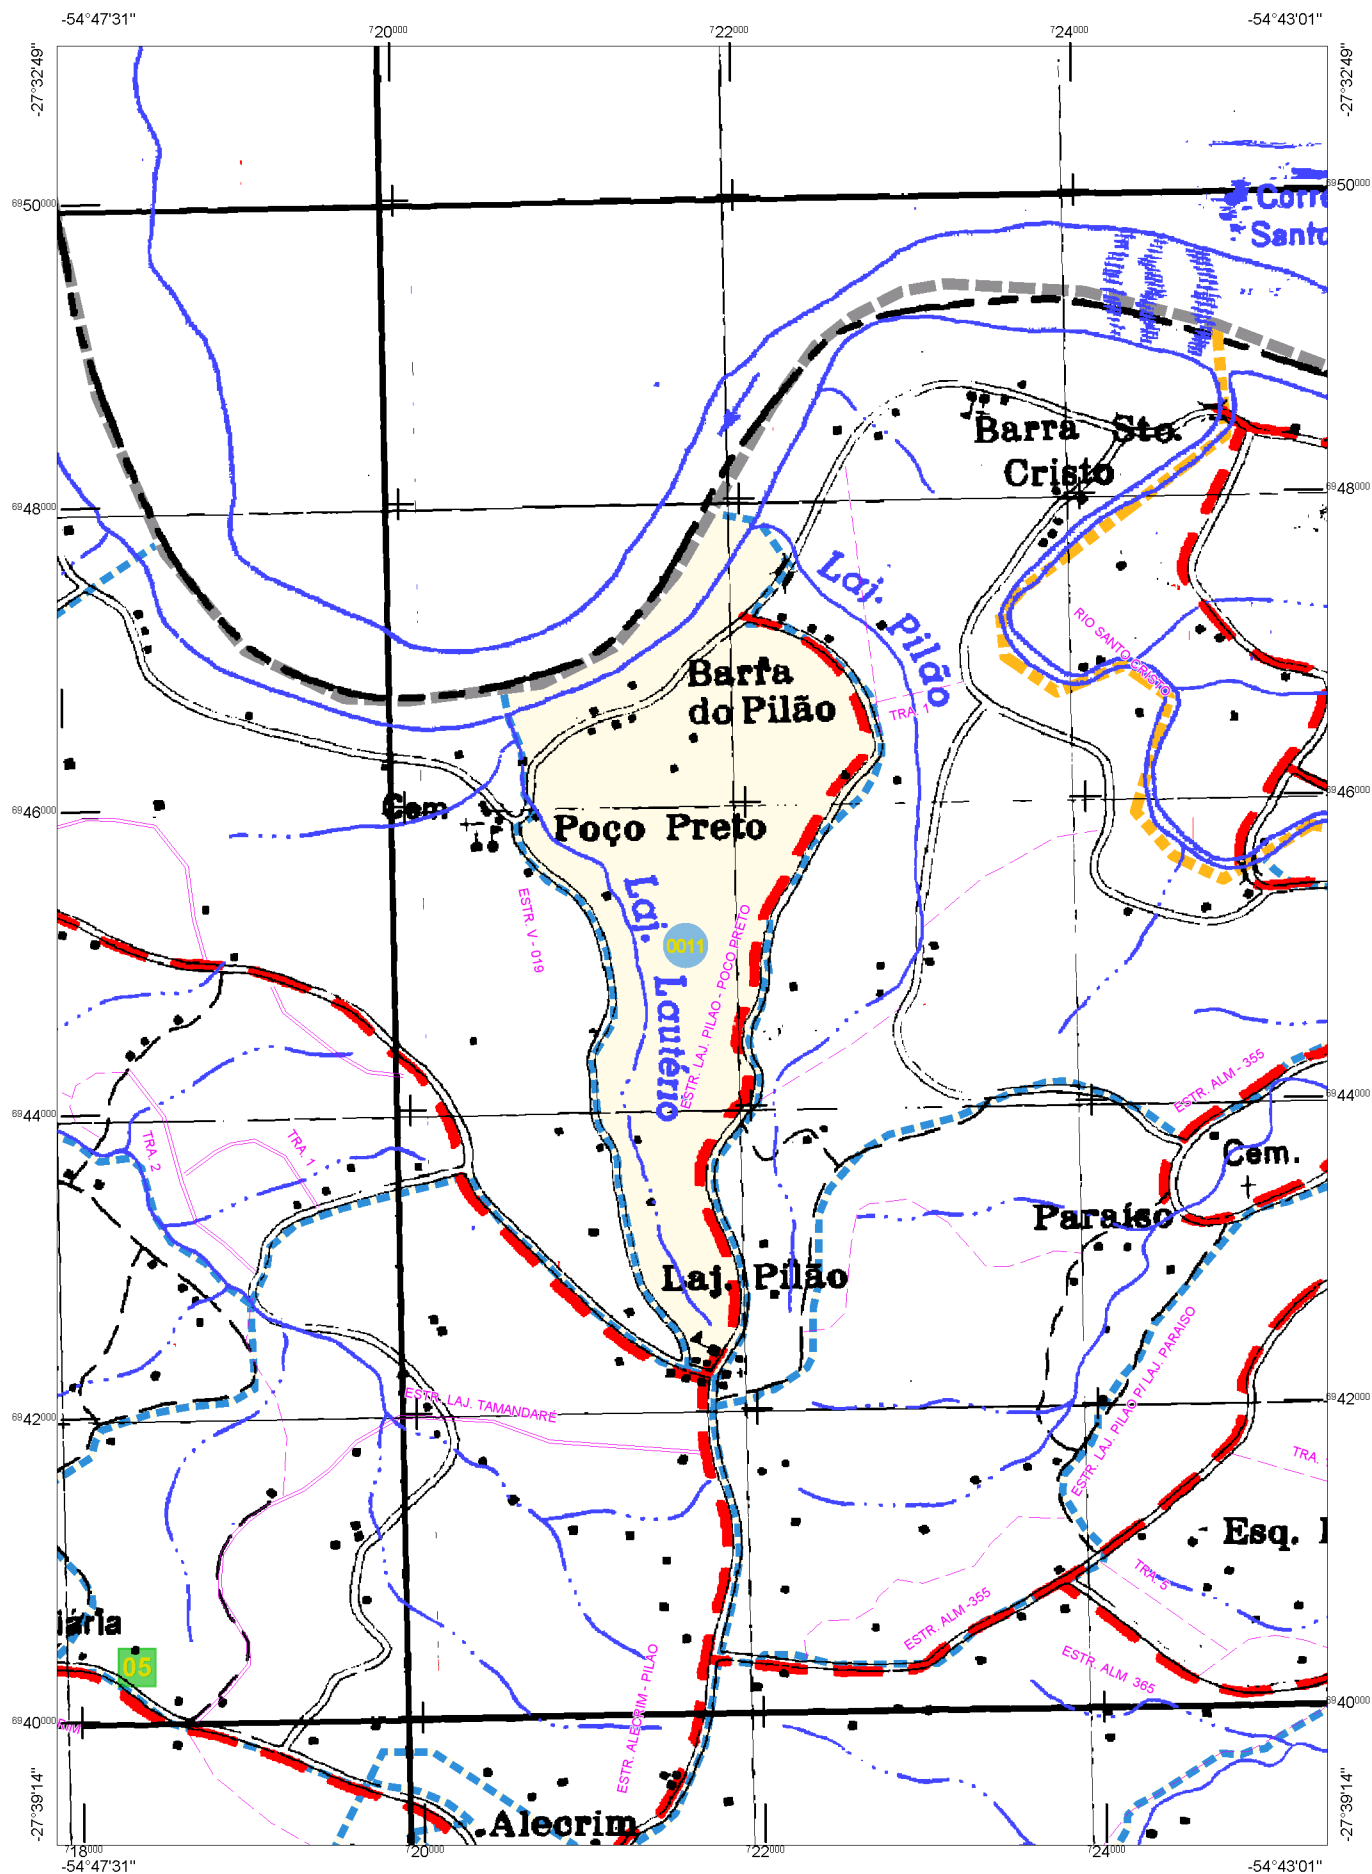 -54°47'31"
-54°43'01"
720000
722000
724000
-27°32'49"
-27°32'49"
6950000
6950000
Corre
Santo
Barra Sto.
Cristo
6948000
6948000
Laj. Pilão
RIO SANTO CRISTO
Barra
do Pilão
TRA. 1
6946000
6946000
Cem.
Poço Preto
ESTR. V - 019
Laj. Lautério
0011
ESTR. LAJ. PILAO - POCO PRETO
6944000
6944000
ESTR. ALM - 355
TRA. 2
TRA. 1
Cem.
Paraíso
Laj. Pilão
ESTR. LAJ. PILAO P/ LAJ. PARAISO
ESTR. LAJ. TAMANDARÉ
6942000
6942000
TRA.
Esq.
TRA. 5
iária
ESTR. ALM -355
05
ESTR. ALECRIM - PILAO
ESTR. ALM 365
6940000
6940000
RIM
Alecrim
-27°39'14"
-27°39'14"
718000
720000
722000
724000
-54°47'31"
-54°43'01"